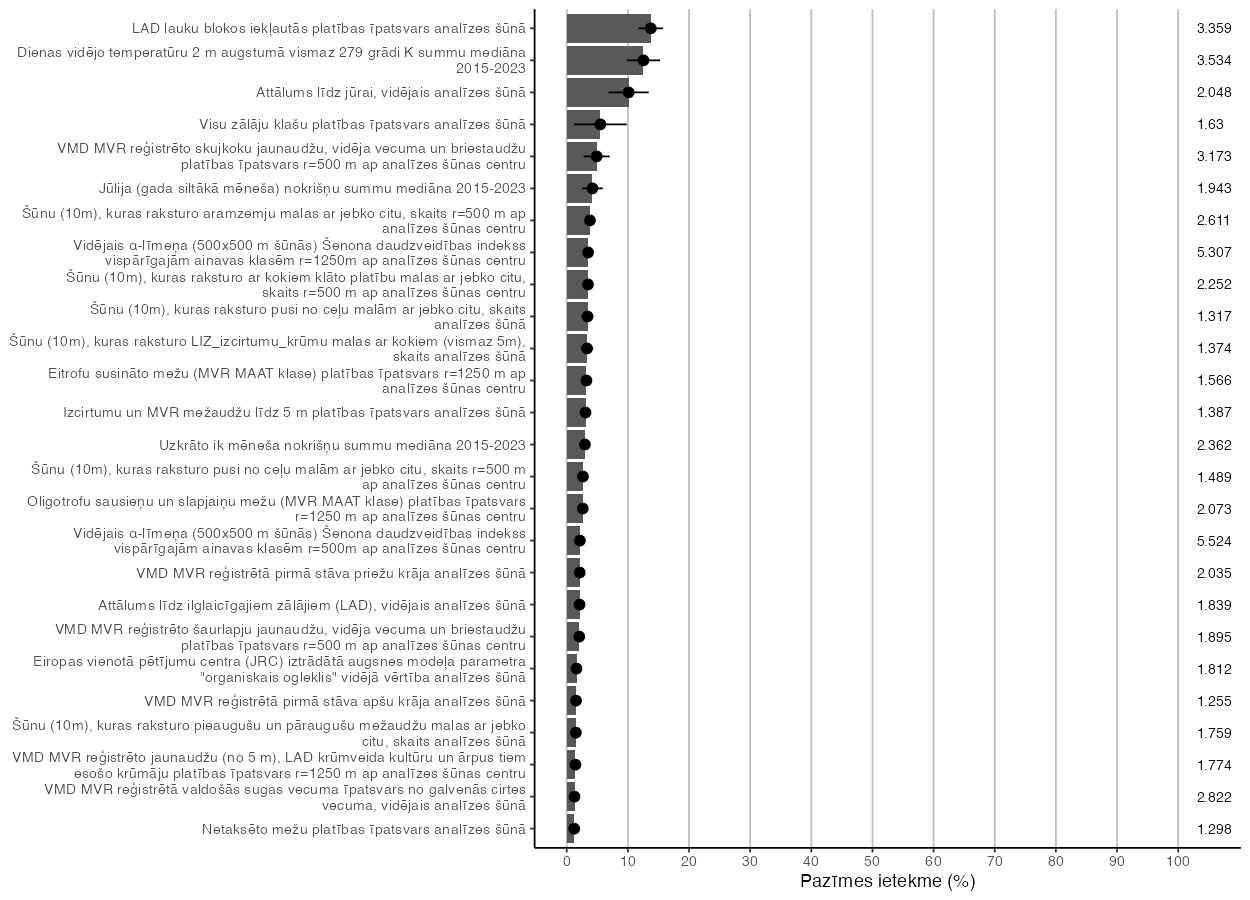 LAD lauku blokos iekļautās platības īpatsvars analīzes šūnā 3.359
Dienas vidējo temperatūru 2 m augstumā vismaz 279 grādi K summu mediāna
2015-2023 3.534
Attālums līdz jūrai, vidējais analīzes šūnā 2.048
Visu zālāju klašu platības īpatsvars analīzes šūnā 1.63
VMD MVR reģistrēto skujkoku jaunaudžu, vidēja vecuma un briestaudžu
platības īpatsvars r=500 m ap analīzes šūnas centru 3.173
Jūlija (gada siltākā mēneša) nokrišņu summu mediāna 2015-2023 1.943
Šūnu (10m), kuras raksturo aramzemju malas ar jebko citu, skaits r=500 m ap
analīzes šūnas centru 2.611
Vidējais α-līmeņa (500x500 m šūnās) Šenona daudzveidības indekss
vispārīgajām ainavas klasēm r=1250m ap analīzes šūnas centru 5.307
Šūnu (10m), kuras raksturo ar kokiem klāto platību malas ar jebko citu,
skaits r=500 m ap analīzes šūnas centru 2.252
Šūnu (10m), kuras raksturo pusi no ceļu malām ar jebko citu, skaits
analīzes šūnā 1.317
Šūnu (10m), kuras raksturo LIZ_izcirtumu_krūmu malas ar kokiem (vismaz 5m),
skaits analīzes šūnā 1.374
Eitrofu susināto mežu (MVR MAAT klase) platības īpatsvars r=1250 m ap
analīzes šūnas centru 1.566
Izcirtumu un MVR mežaudžu līdz 5 m platības īpatsvars analīzes šūnā 1.387
Uzkrāto ik mēneša nokrišņu summu mediāna 2015-2023 2.362
Šūnu (10m), kuras raksturo pusi no ceļu malām ar jebko citu, skaits r=500 m
ap analīzes šūnas centru 1.489
Oligotrofu sausieņu un slapjaiņu mežu (MVR MAAT klase) platības īpatsvars
r=1250 m ap analīzes šūnas centru 2.073
Vidējais α-līmeņa (500x500 m šūnās) Šenona daudzveidības indekss
vispārīgajām ainavas klasēm r=500m ap analīzes šūnas centru 5.524
VMD MVR reģistrētā pirmā stāva priežu krāja analīzes šūnā 2.035
Attālums līdz ilglaicīgajiem zālājiem (LAD), vidējais analīzes šūnā 1.839
VMD MVR reģistrēto šaurlapju jaunaudžu, vidēja vecuma un briestaudžu
platības īpatsvars r=500 m ap analīzes šūnas centru 1.895
Eiropas vienotā pētījumu centra (JRC) iztrādātā augsnes modeļa parametra
"organiskais ogleklis" vidējā vērtība analīzes šūnā 1.812
VMD MVR reģistrētā pirmā stāva apšu krāja analīzes šūnā 1.255
Šūnu (10m), kuras raksturo pieaugušu un pāraugušu mežaudžu malas ar jebko
citu, skaits analīzes šūnā 1.759
VMD MVR reģistrēto jaunaudžu (no 5 m), LAD krūmveida kultūru un ārpus tiem
esošo krūmāju platības īpatsvars r=1250 m ap analīzes šūnas centru 1.774
VMD MVR reģistrētā valdošās sugas vecuma īpatsvars no galvenās cirtes
vecuma, vidējais analīzes šūnā 2.822
Netaksēto mežu platības īpatsvars analīzes šūnā 1.298
0 10 20 30 40 50 60 70 80 90 100
Pazīmes ietekme (%)